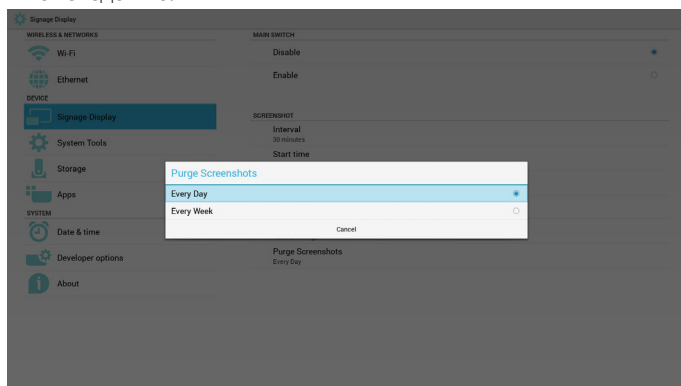 Signage Display
WIRELESS & NETWORKS
Wi-Fi
Ethernet
DEVICE
Signage Display
System Tools
Storage
Apps
SYSTEM
Date & time
Developer options
About
MAIN SWITCH
Disable
Enable
SCREENSHOT
Interval
30 minutes
Start time
Purge Screenshots
Every Day
Every Week
Cancel
Purge Screenshots
Every Day